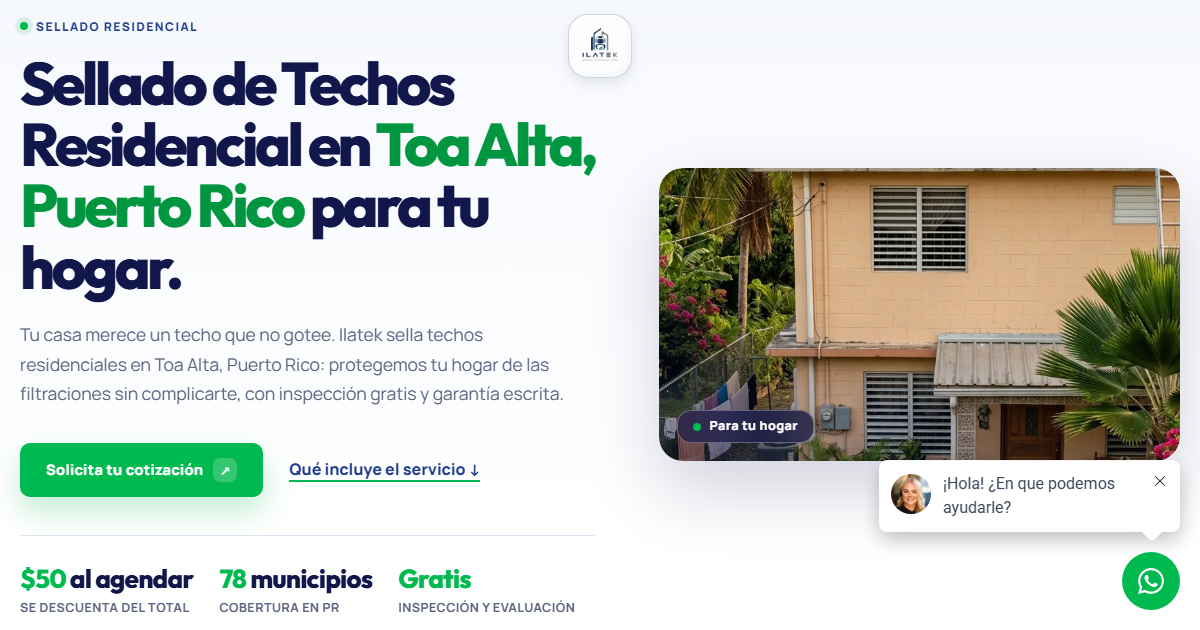 SELLADO RESIDENCIAL
ILATEK
Sellado de Techos
Residencial en Toa Alta,
Puerto Rico para tu
hogar.
Tu casa merece un techo que no gotee. Ilatek sella techos
residenciales en Toa Alta, Puerto Rico: protegemos tu hogar de las
filtraciones sin complicarte, con inspección gratis y garantía escrita.
Solicita tu cotización ↗
Qué incluye el servicio ↓
$50 al agendar
SE DESCUENTA DEL TOTAL
78 municipios
COBERTURA EN PR
Gratis
INSPECCIÓN Y EVALUACIÓN
Para tu hogar
¡Hola! ¿En que podemos
ayudarle?